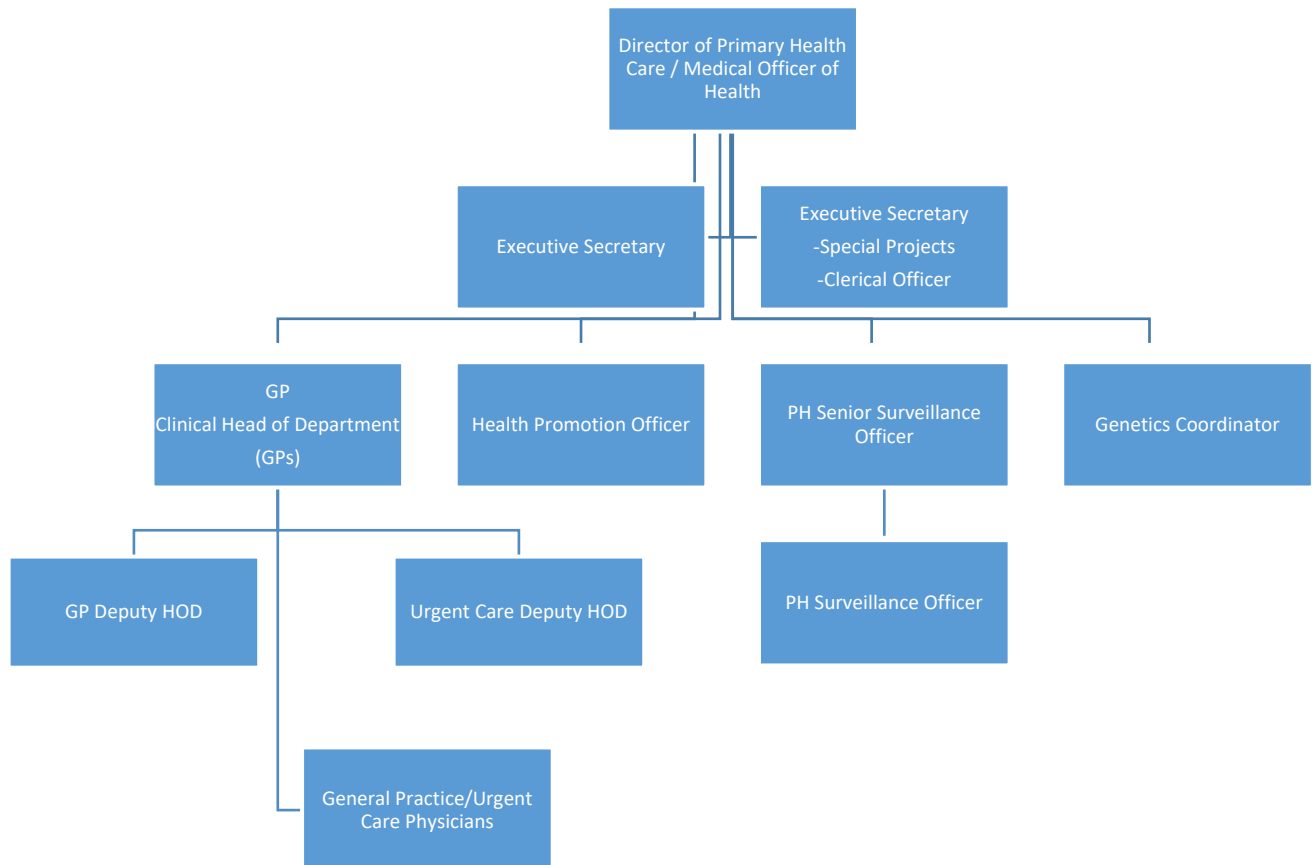 Director of Primary Health
Care / Medical Officer of
Health
Executive Secretary
Executive Secretary
-Special Projects
-Clerical Officer
GP
Clinical Head of Department
(GPs)
Health Promotion Officer
PH Senior Surveillance
Officer
Genetics Coordinator
GP Deputy HOD
Urgent Care Deputy HOD
PH Surveillance Officer
General Practice/Urgent
Care Physicians